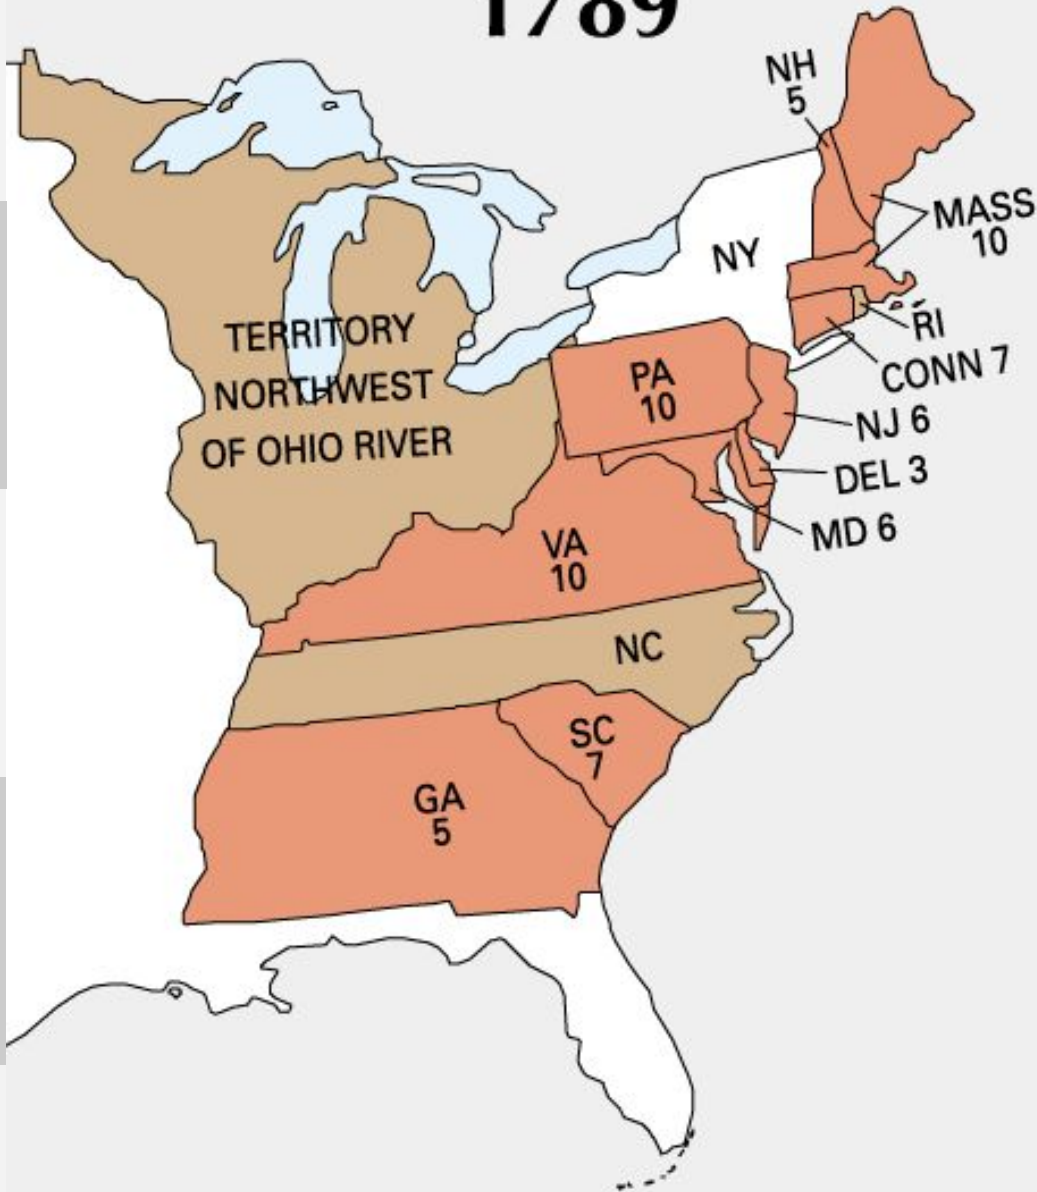 1789
NH
5
MASS
10
NY
RI
CONN 7
TERRITORY
NORTHWEST
OF OHIO RIVER
PA
10
NJ 6
DEL 3
MD 6
VA
10
NC
SC
7
GA
5